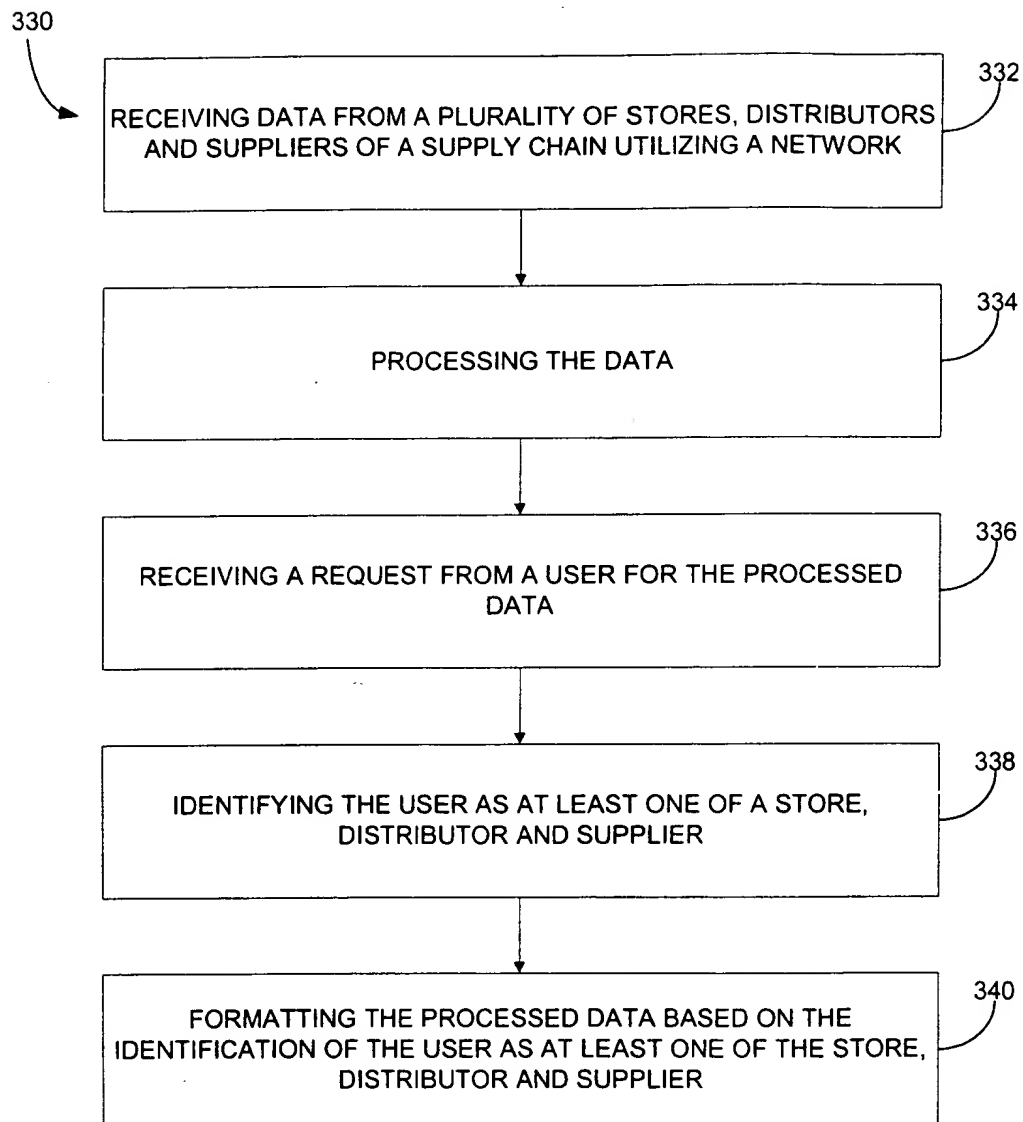 330
332
RECEIVING DATA FROM A PLURALITY OF STORES, DISTRIBUTORS
AND SUPPLIERS OF A SUPPLY CHAIN UTILIZING A NETWORK
334
PROCESSING THE DATA
336
RECEIVING A REQUEST FROM A USER FOR THE PROCESSED
DATA
338
IDENTIFYING THE USER AS AT LEAST ONE OF A STORE,
DISTRIBUTOR AND SUPPLIER
340
FORMATTING THE PROCESSED DATA BASED ON THE
IDENTIFICATION OF THE USER AS AT LEAST ONE OF THE STORE,
DISTRIBUTOR AND SUPPLIER